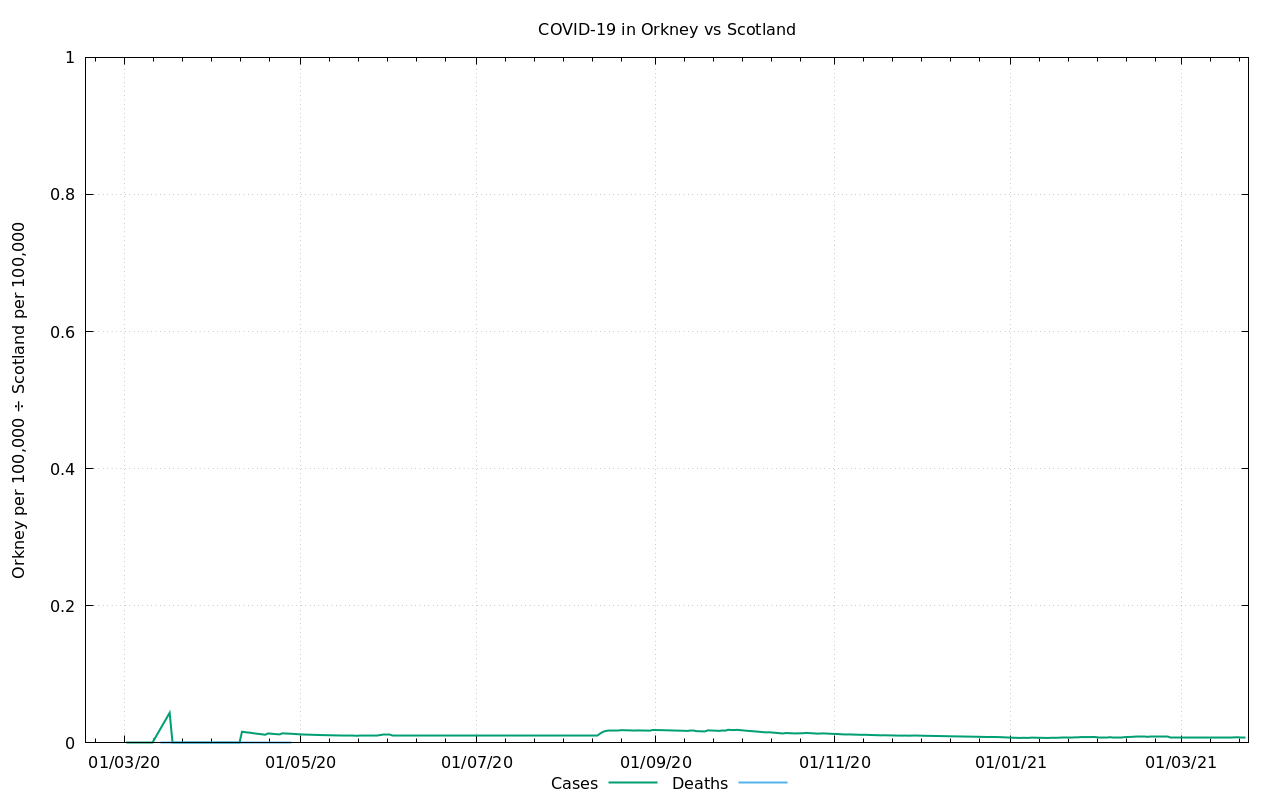 COVID-19 in Orkney vs Scotland
1
0.8
0.6
0.4
0.2
0
Orkney per 100,000 ÷ Scotland per 100,000
01/03/20 01/05/20 01/07/20 01/09/20 01/11/20 01/01/21 01/03/21
Cases Deaths